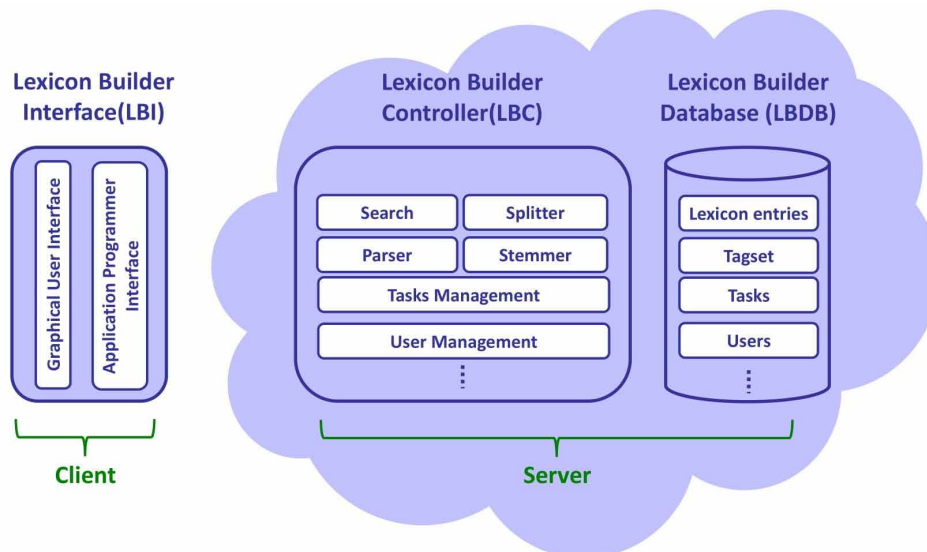 Lexicon Builder
Interface(LBI)
Graphical User Interface
Application Programmer
Interface
Client
Lexicon Builder
Controller(LBC)
Search
Splitter
Parser
Stemmer
Tasks Management
User Management
Lexicon Builder
Database (LBDB)
Lexicon entries
Tagset
Tasks
Users
Server